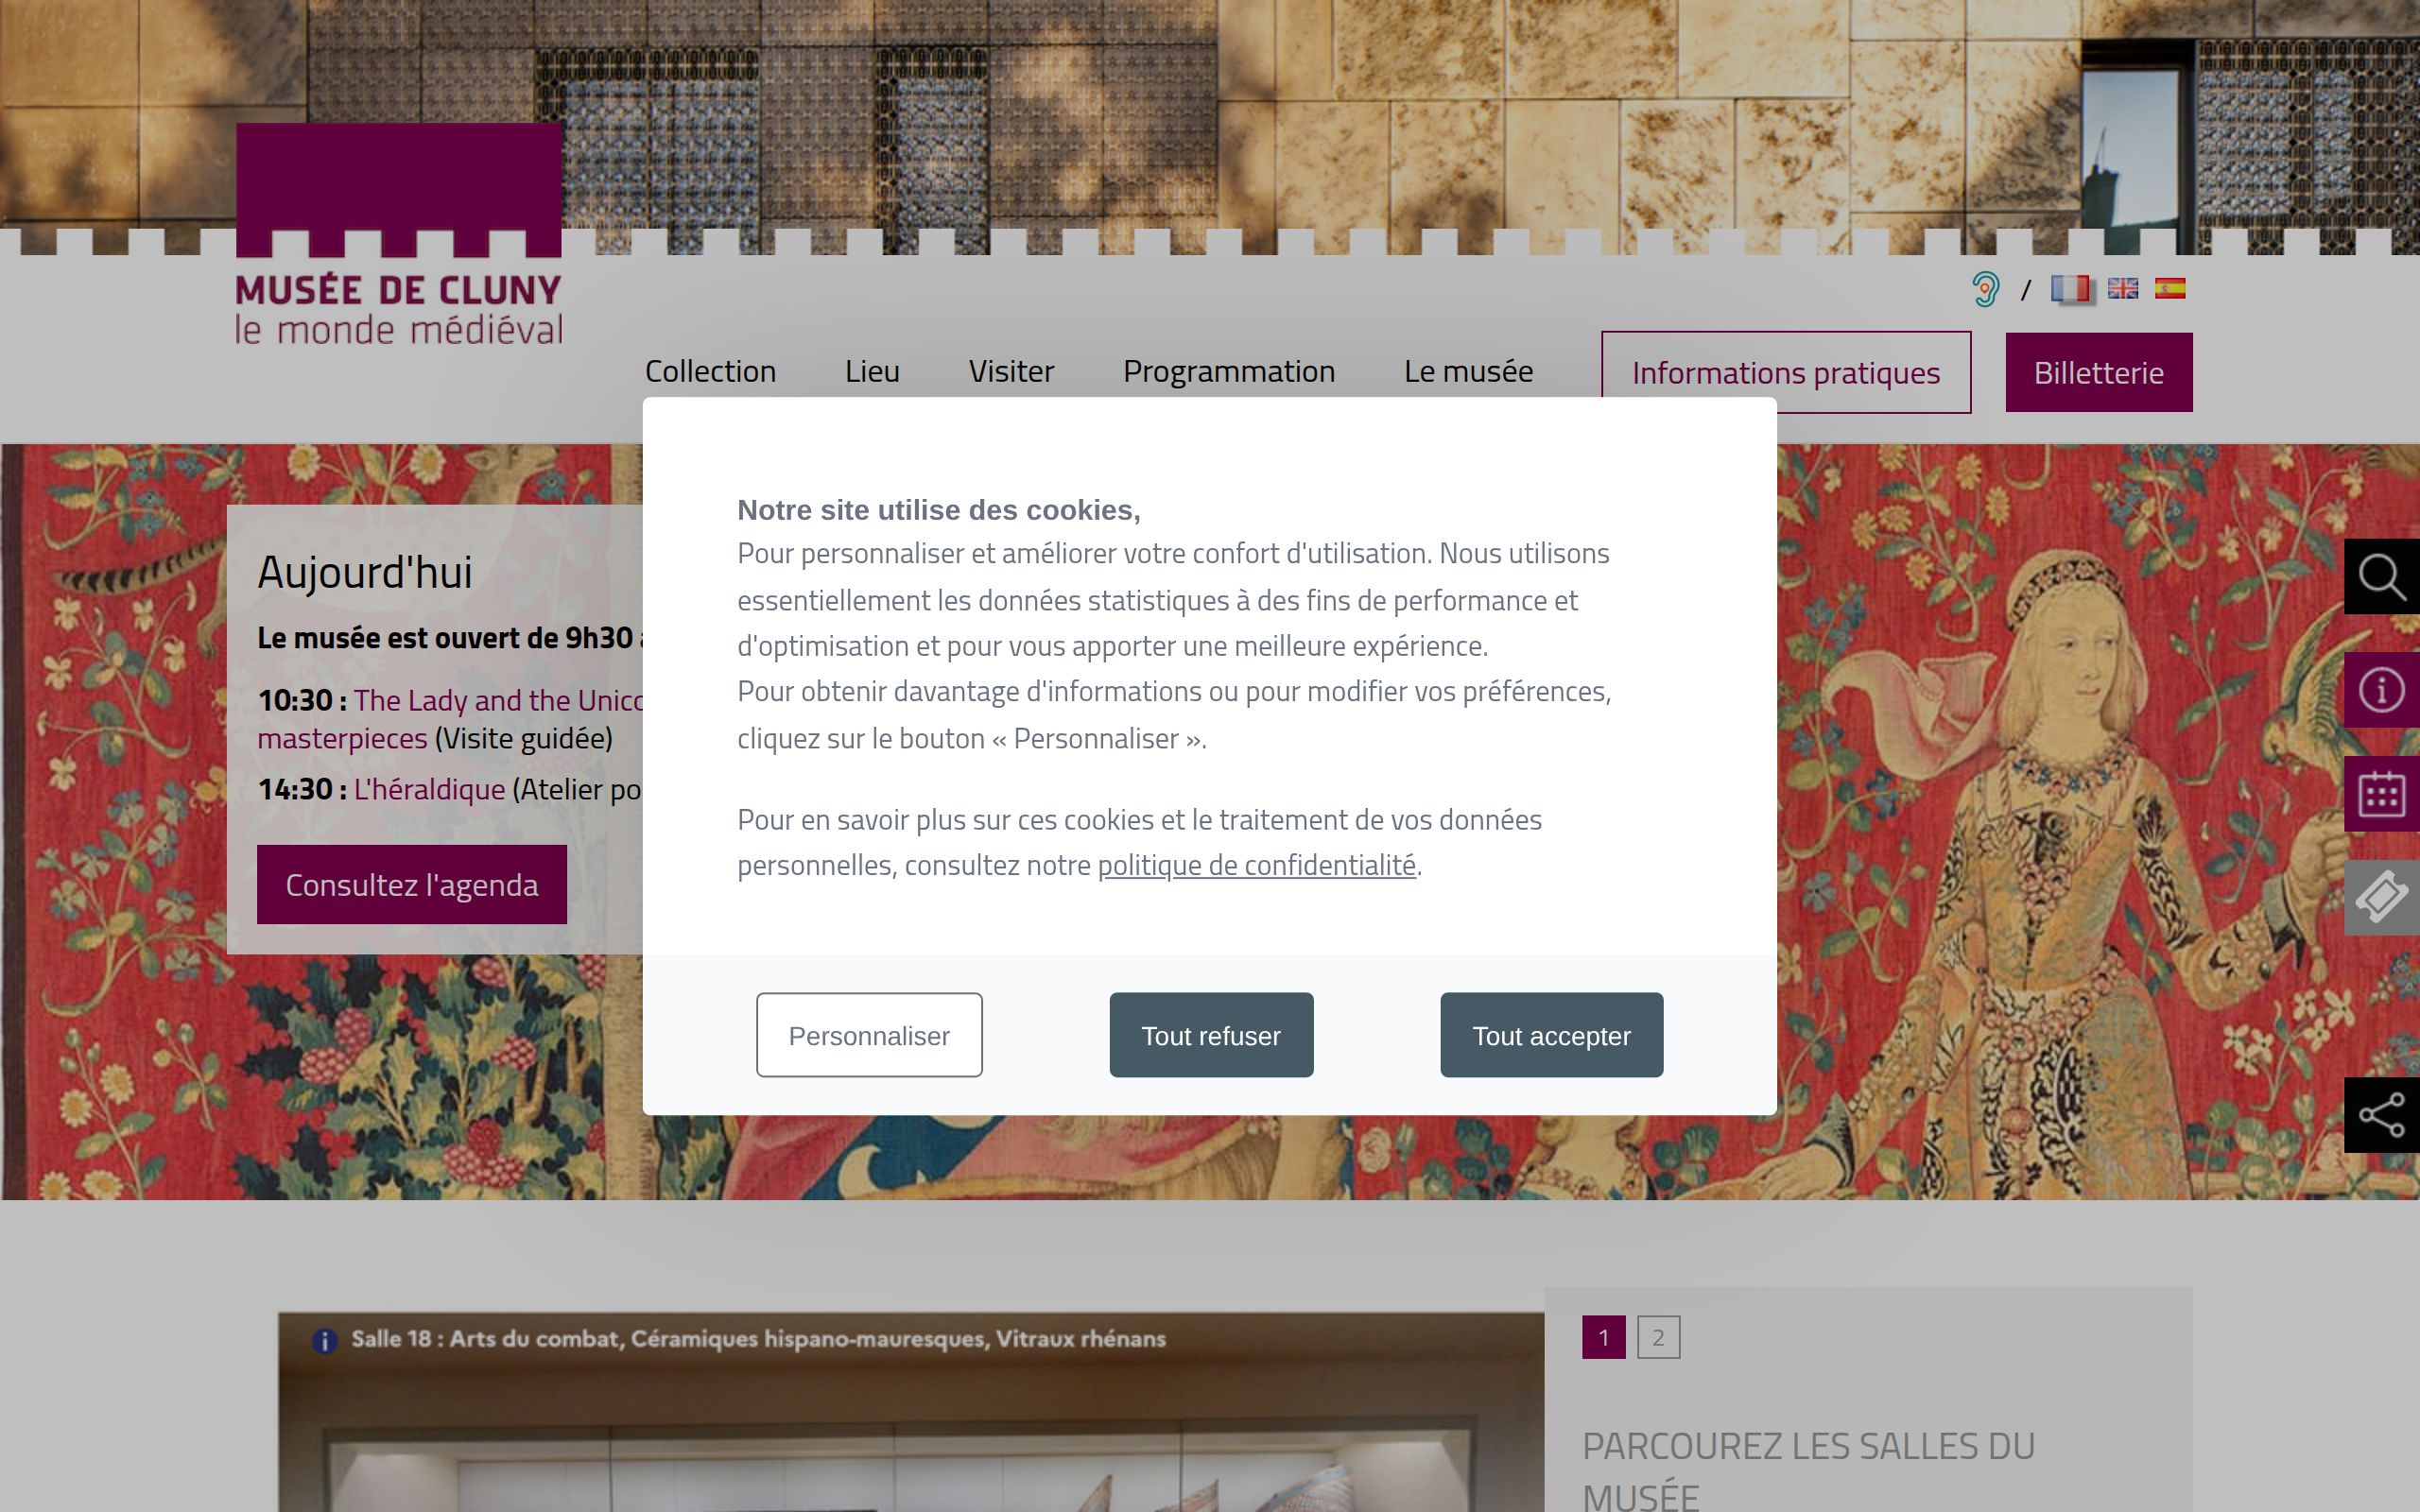 MUSÉE DE CLUNY
le monde médiéval
/
Collection Lieu Visiter Programmation Le musée Informations pratiques Billetterie
Aujourd'hui
Le musée est ouvert de 9h30
10:30 : The Lady and the Unico
masterpieces (Visite guidée)
14:30 : L'héraldique (Atelier po
Consultez l'agenda
Notre site utilise des cookies,
Pour personnaliser et améliorer votre confort d'utilisation. Nous utilisons
essentiellement les données statistiques à des fins de performance et
d'optimisation et pour vous apporter une meilleure expérience.
Pour obtenir davantage d'informations ou pour modifier vos préférences,
cliquez sur le bouton « Personnaliser ».
Pour en savoir plus sur ces cookies et le traitement de vos données
personnelles, consultez notre politique de confidentialité.
Personnaliser Tout refuser Tout accepter
i Salle 18 : Arts du combat, Céramiques hispano-mauresques, Vitraux rhénans
1 2
PARCOUREZ LES SALLES DU
MUSÉE